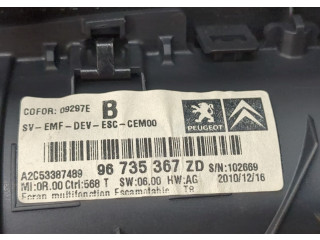 COFOR: 09297E B
SV-EMF-DEV-ESC-CEM00
PEUGEOT CITROËN
A2C53387489 96 735 367 ZD S/N:102669
MI:0R.00 Ctrl:568 T SW:06.00 HW:AG 2010/12/16
Ecran multifonction Escamotable T8